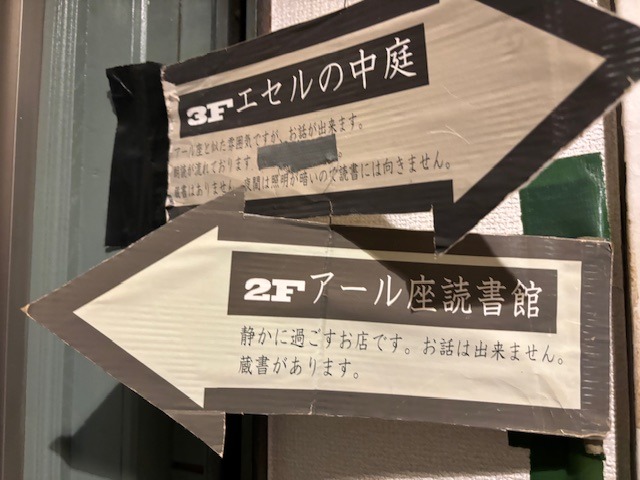 3F エセルの中庭
アール座と似た雰囲気ですが、お話が出来ます。
朗読が流れております 。
蔵書はありません。夜間は照明が暗いので読書には向きません。
2F アール座読書館
静かに過ごすお店です。お話は出来ません。
蔵書があります。